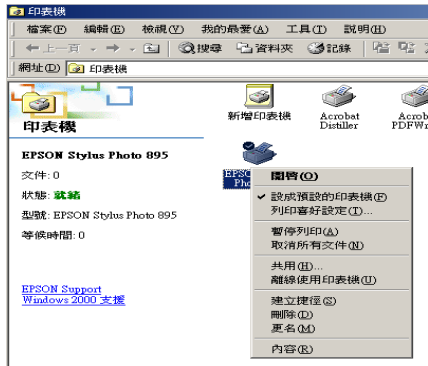 印表機
檔案(F) 編輯(E) 檢視(V) 我的最愛(A) 工具(T) 說明(H)
上一頁 搜尋 資料夾 記錄
網址(D) 印表機
印表機
新增印表機
Acrobat
Distiller
Acrob
PDFWr
EPSON Stylus Photo 895
文件: 0
狀態: 就緒
型號: EPSON Stylus Photo 895
等候時間: 0
EPSON Support
Windows 2000 支援
EPSO
Pho
開啓(O)
設成預設的印表機(F)
列印喜好設定(I)...
暫停列印(A)
取消所有文件(N)
共用(H)...
離線使用印表機(U)
建立捷徑(S)
刪除(D)
更名(M)
內容(R)